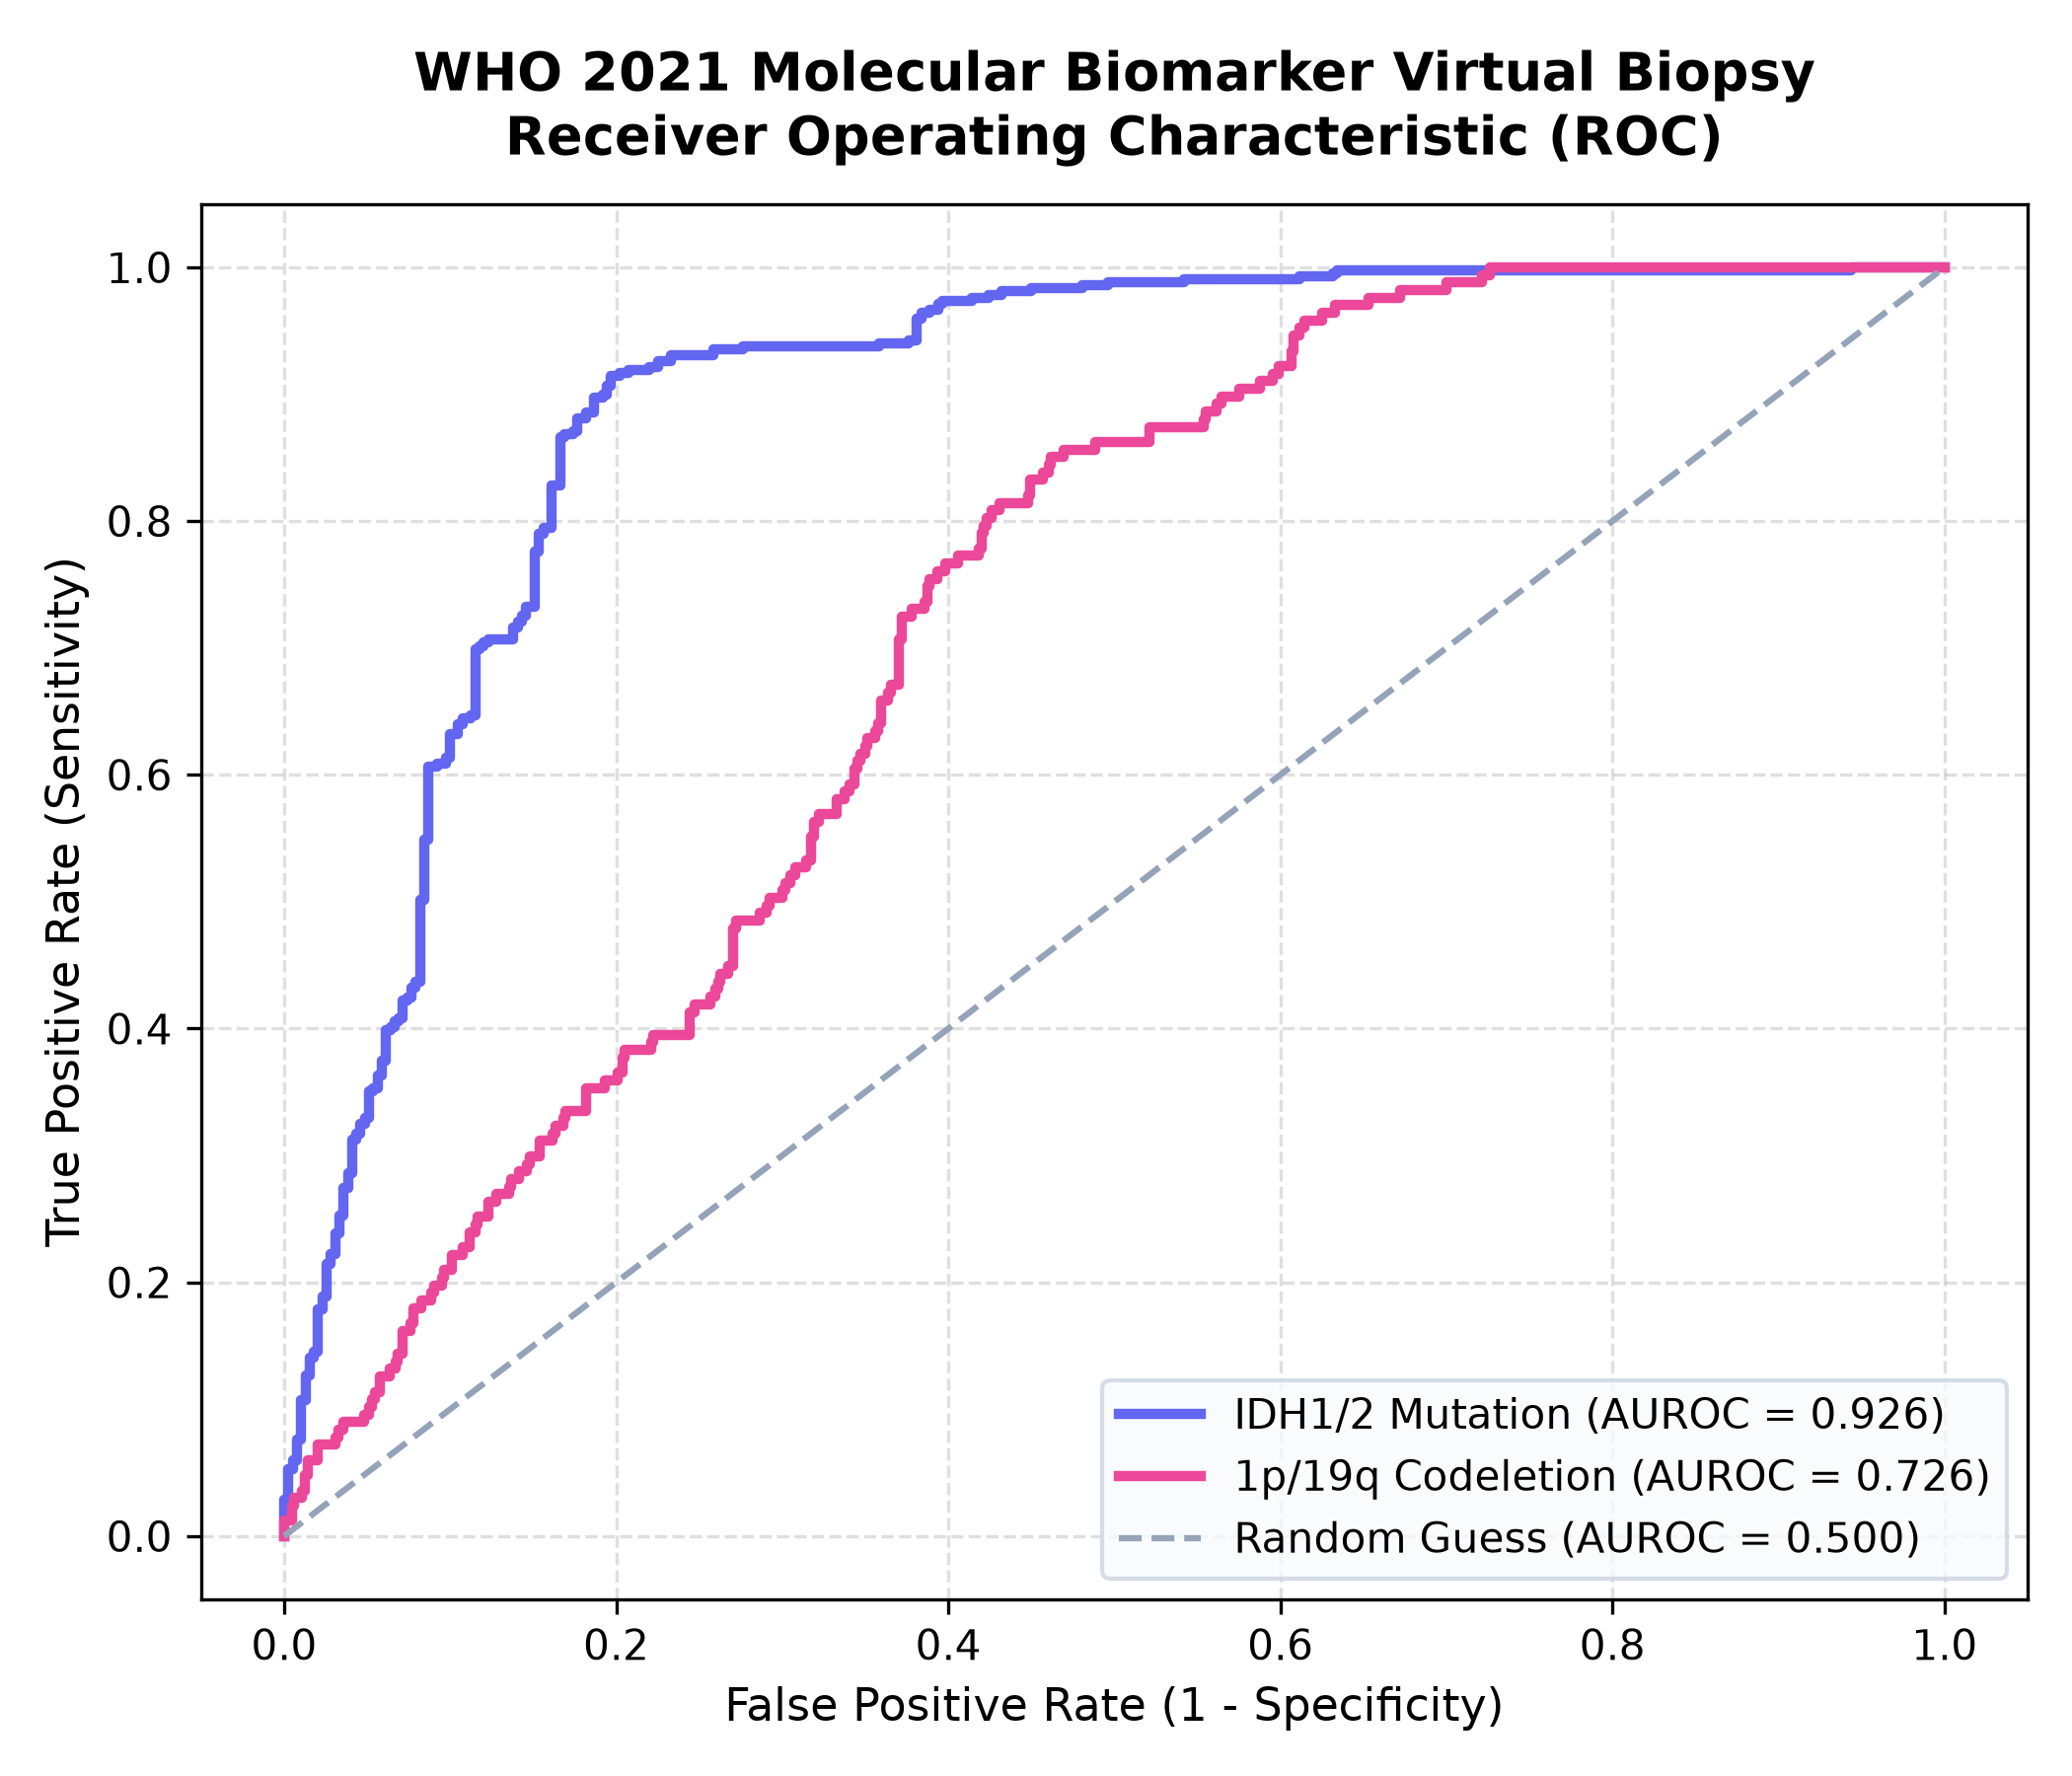 WHO 2021 Molecular Biomarker Virtual Biopsy
Receiver Operating Characteristic (ROC)
True Positive Rate (Sensitivity)
1.0
0.8
0.6
0.4
0.2
0.0
IDH1/2 Mutation (AUROC = 0.926)
1p/19q Codeletion (AUROC = 0.726)
Random Guess (AUROC = 0.500)
0.0 0.2 0.4 0.6 0.8 1.0
False Positive Rate (1 - Specificity)